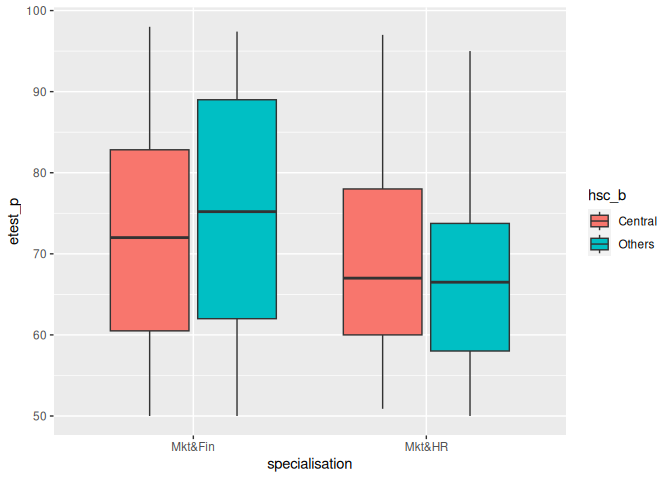 100
90
80
70
60
50
etest_p
Mkt&Fin
Mkt&HR
specialisation
hsc_b
Central
Others